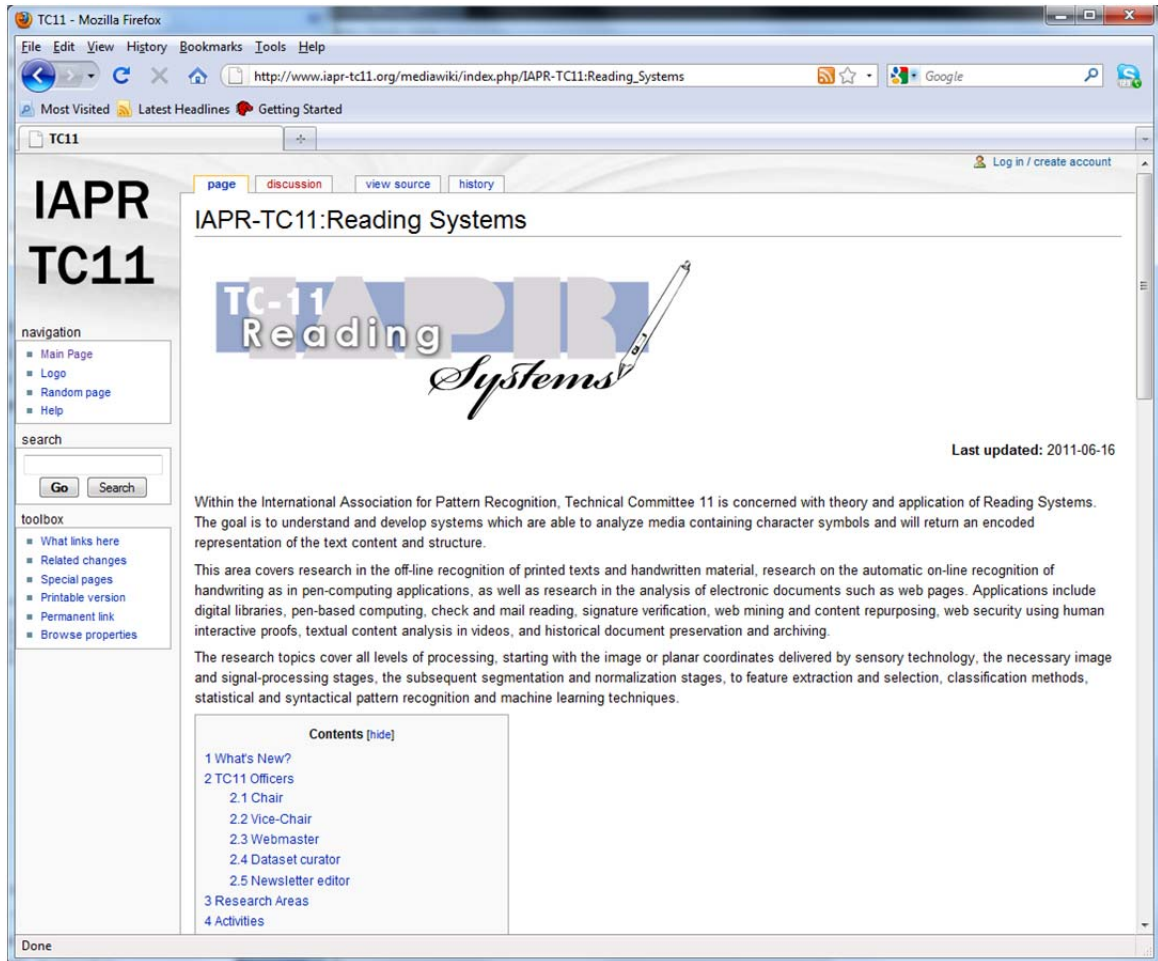 TC11 - Mozilla Firefox
File Edit View History Bookmarks Tools Help
http://www.iapr-tc11.org/mediawiki/index.php/IAPR-TC11:Reading_Systems
Google
Most Visited Latest Headlines Getting Started
TC11
Log in / create account
IAPR
TC11
navigation
Main Page
Logo
Random page
Help
search
Go Search
toolbox
What links here
Related changes
Special pages
Printable version
Permanent link
Browse properties
page discussion view source history
IAPR-TC11:Reading Systems
IAPR
TC-11
Reading
Systems
Last updated: 2011-06-16
Within the International Association for Pattern Recognition, Technical Committee 11 is concerned with theory and application of Reading Systems.
The goal is to understand and develop systems which are able to analyze media containing character symbols and will return an encoded
representation of the text content and structure.
This area covers research in the off-line recognition of printed texts and handwritten material, research on the automatic on-line recognition of
handwriting as in pen-computing applications, as well as research in the analysis of electronic documents such as web pages. Applications include
digital libraries, pen-based computing, check and mail reading, signature verification, web mining and content repurposing, web security using human
interactive proofs, textual content analysis in videos, and historical document preservation and archiving.
The research topics cover all levels of processing, starting with the image or planar coordinates delivered by sensory technology, the necessary image
and signal-processing stages, the subsequent segmentation and normalization stages, to feature extraction and selection, classification methods,
statistical and syntactical pattern recognition and machine learning techniques.
Contents [hide]
1 What's New?
2 TC11 Officers
2.1 Chair
2.2 Vice-Chair
2.3 Webmaster
2.4 Dataset curator
2.5 Newsletter editor
3 Research Areas
4 Activities
Done